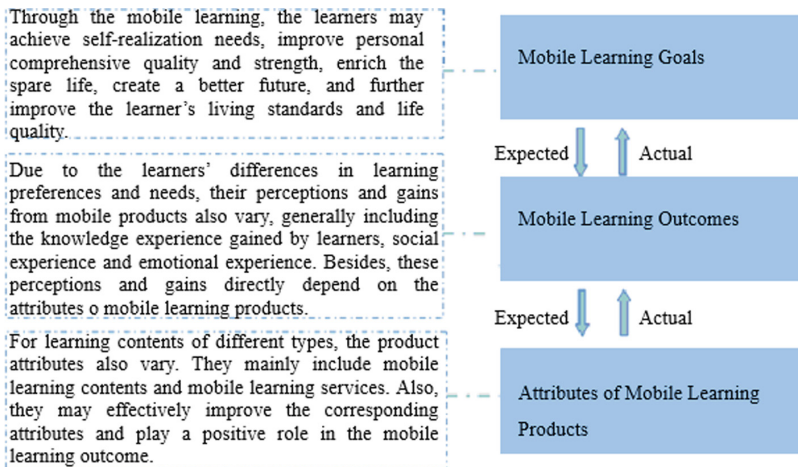 Through the mobile learning, the learners may
achieve self-realization needs, improve personal
comprehensive quality and strength, enrich the
spare life, create a better future, and further
improve the learner's living standards and life
quality.
Mobile Learning Goals
Expected
Actual
Due to the learners' differences in learning
preferences and needs, their perceptions and gains
from mobile products also vary, generally including
the knowledge experience gained by learners, social
experience and emotional experience. Besides, these
perceptions and gains directly depend on the
attributes o mobile learning products.
Mobile Learning Outcomes
Expected
Actual
For learning contents of different types, the product
attributes also vary. They mainly include mobile
learning contents and mobile learning services. Also,
they may effectively improve the corresponding
attributes and play a positive role in the mobile
learning outcome.
Attributes of Mobile Learning
Products